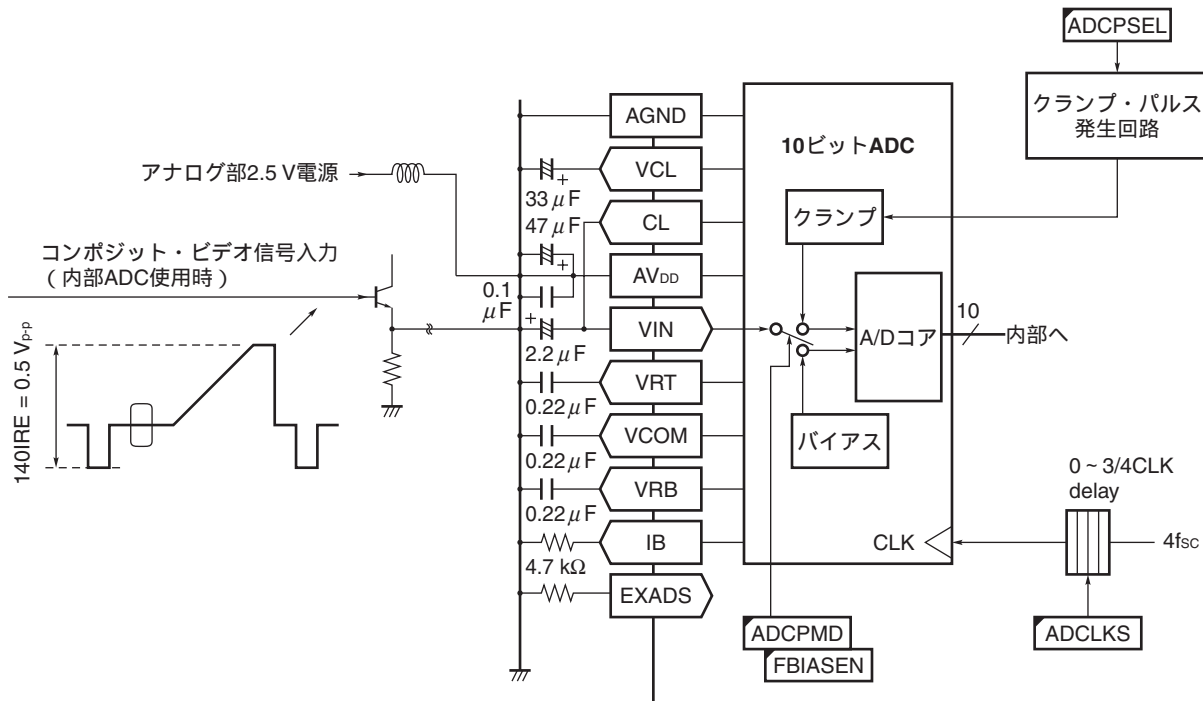 ADCPSEL
クランプ・パルス
発生回路
AGND
10ビットADC
アナログ部2.5 V電源
VCL
33 μF
クランプ
47 μF
CL
コンポジット・ビデオ信号入力
(内部ADC使用時)
AVDD
0.1
μF
VIN
2.2 μF
A/Dコア
10
内部へ
140IRE = 0.5 Vp-p
VRT
0.22 μF
VCOM
0.22 μF
バイアス
VRB
0.22 μF
0 ~ 3/4CLK
delay
IB
CLK
4fSC
4.7 kΩ
EXADS
ADCPMD
FBIASEN
ADCLKS